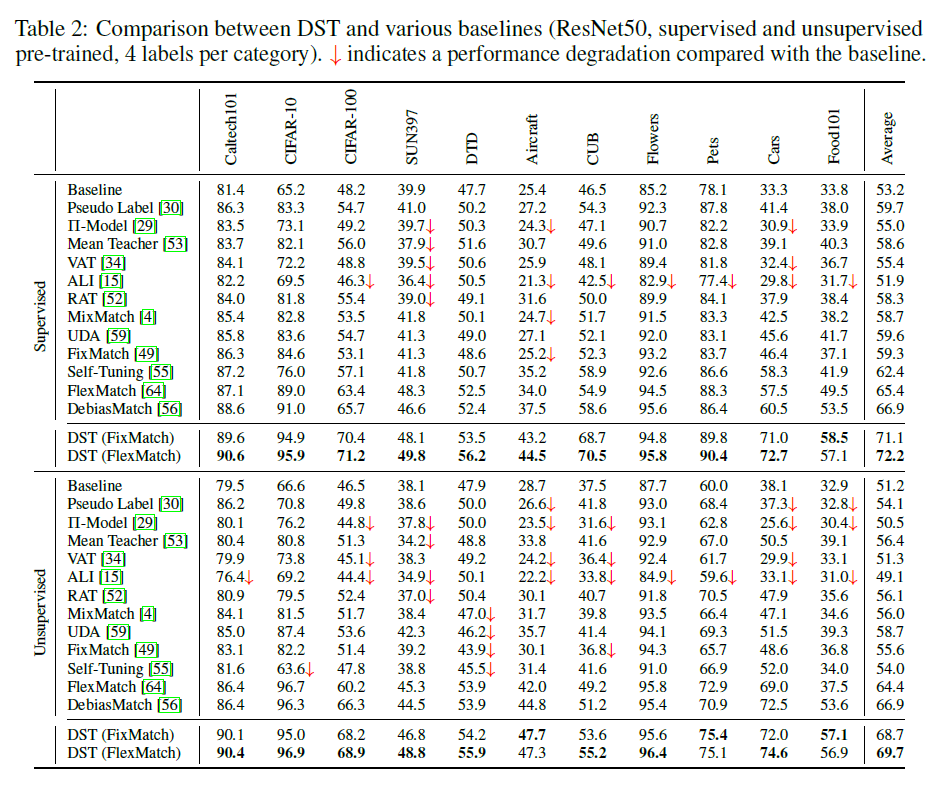 Table 2: Comparison between DST and various baselines (ResNet50, supervised and unsupervised
pre-trained, 4 labels per category). ↓ indicates a performance degradation compared with the baseline.
Caltech101 CIFAR-10 CIFAR-100 SUN397 DTD Aircraft CUB Flowers Pets Cars Food101 Average
Supervised
Baseline 81.4 65.2 48.2 39.9 47.7 25.4 46.5 85.2 78.1 33.3 33.8 53.2
Pseudo Label [30] 86.3 83.3 54.7 41.0 50.2 27.2 54.3 92.3 87.8 41.4 38.0 59.7
Π-Model [29] 83.5 73.1 49.2 39.7↓ 50.3 24.3↓ 47.1 90.7 82.2 30.9↓ 33.9 55.0
Mean Teacher [53] 83.7 82.1 56.0 37.9↓ 51.6 30.7 49.6 91.0 82.8 39.1 40.3 58.6
VAT [34] 84.1 72.2 48.8 39.5↓ 50.6 25.9 48.1 89.4 81.8 32.4↓ 36.7 55.4
ALI [15] 82.2 69.5 46.3↓ 36.4↓ 50.5 21.3↓ 42.5↓ 82.9↓ 77.4↓ 29.8↓ 31.7↓ 51.9
RAT [52] 84.0 81.8 55.4 39.0↓ 49.1 31.6 50.0 89.9 84.1 37.9 38.4 58.3
MixMatch [4] 85.4 82.8 53.5 41.8 50.1 24.7↓ 51.7 91.5 83.3 42.5 38.2 58.7
UDA [59] 85.8 83.6 54.7 41.3 49.0 27.1 52.1 92.0 83.1 45.6 41.7 59.6
FixMatch [49] 86.3 84.6 53.1 41.3 48.6 25.2↓ 52.3 93.2 83.7 46.4 37.1 59.3
Self-Tuning [55] 87.2 76.0 57.1 41.8 50.7 35.2 58.9 92.6 86.6 58.3 41.9 62.4
FlexMatch [64] 87.1 89.0 63.4 48.3 52.5 34.0 54.9 94.5 88.3 57.5 49.5 65.4
DebiasMatch [56] 88.6 91.0 65.7 46.6 52.4 37.5 58.6 95.6 86.4 60.5 53.5 66.9
DST (FixMatch) 89.6 94.9 70.4 48.1 53.5 43.2 68.7 94.8 89.8 71.0 58.5 71.1
DST (FlexMatch) 90.6 95.9 71.2 49.8 56.2 44.5 70.5 95.8 90.4 72.7 57.1 72.2
Unsupervised
Baseline 79.5 66.6 46.5 38.1 47.9 28.7 37.5 87.7 60.0 38.1 32.9 51.2
Pseudo Label [30] 86.2 70.8 49.8 38.6 50.0 26.6↓ 41.8 93.0 68.4 37.3↓ 32.8↓ 54.1
Π-Model [29] 80.1 76.2 44.8↓ 37.8↓ 50.0 23.5↓ 31.6↓ 93.1 62.8 25.6↓ 30.4↓ 50.5
Mean Teacher [53] 80.4 80.8 51.3 34.2↓ 48.8 33.8 41.6 92.9 67.0 50.5 39.1 56.4
VAT [34] 79.9 73.8 45.1↓ 38.3 49.2 24.2↓ 36.4↓ 92.4 61.7 29.9↓ 33.1 51.3
ALI [15] 76.4↓ 69.2 44.4↓ 34.9↓ 50.1 22.2↓ 33.8↓ 84.9↓ 59.6↓ 33.1↓ 31.0↓ 49.1
RAT [52] 80.9 79.5 52.4 37.0↓ 50.4 30.1 40.7 91.8 70.5 47.9 35.6 56.1
MixMatch [4] 84.1 81.5 51.7 38.4 47.0↓ 31.7 39.8 93.5 66.4 47.1 34.6 56.0
UDA [59] 85.0 87.4 53.6 42.3 46.2↓ 35.7 41.4 94.1 69.3 51.5 39.3 58.7
FixMatch [49] 83.1 82.2 51.4 39.2 43.9↓ 30.1 36.8↓ 94.3 65.7 48.6 36.8 55.6
Self-Tuning [55] 81.6 63.6↓ 47.8 38.8 45.5↓ 31.4 41.6 91.0 66.9 52.0 34.0 54.0
FlexMatch [64] 86.4 96.7 60.2 45.3 53.9 42.0 49.2 95.8 72.9 69.0 37.5 64.4
DebiasMatch [56] 86.4 96.3 66.3 44.5 53.9 44.8 51.2 95.4 70.9 72.5 53.6 66.9
DST (FixMatch) 90.1 95.0 68.2 46.8 54.2 47.7 53.6 95.6 75.4 72.0 57.1 68.7
DST (FlexMatch) 90.4 96.9 68.9 48.8 55.9 47.3 55.2 96.4 75.1 74.6 56.9 69.7